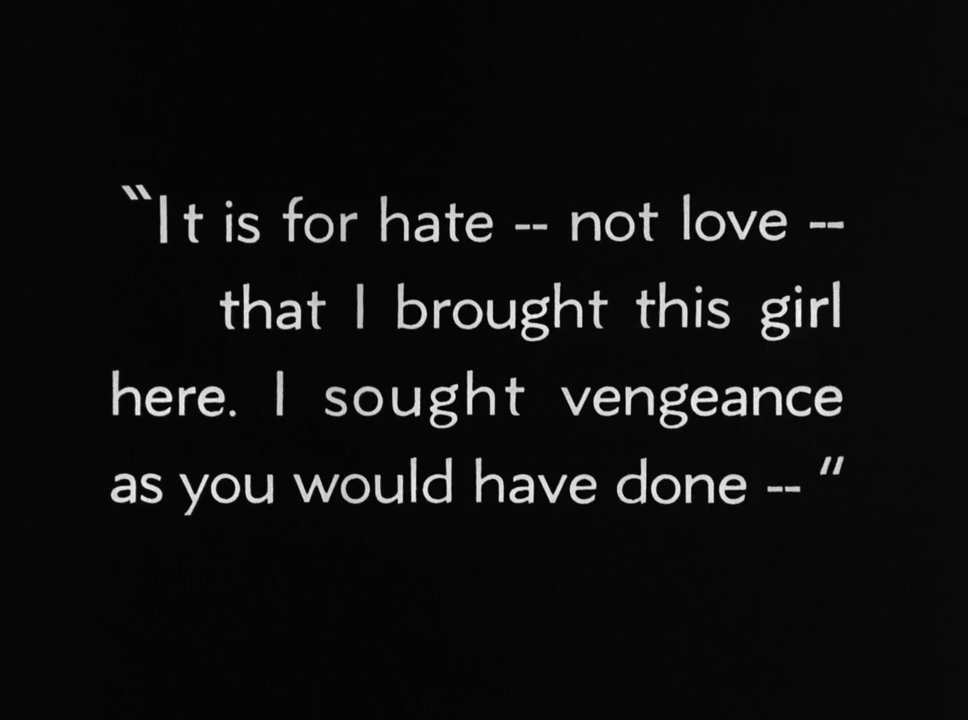 "It is for hate -- not love --
that I brought this girl
here. I sought vengeance
as you would have done -- "